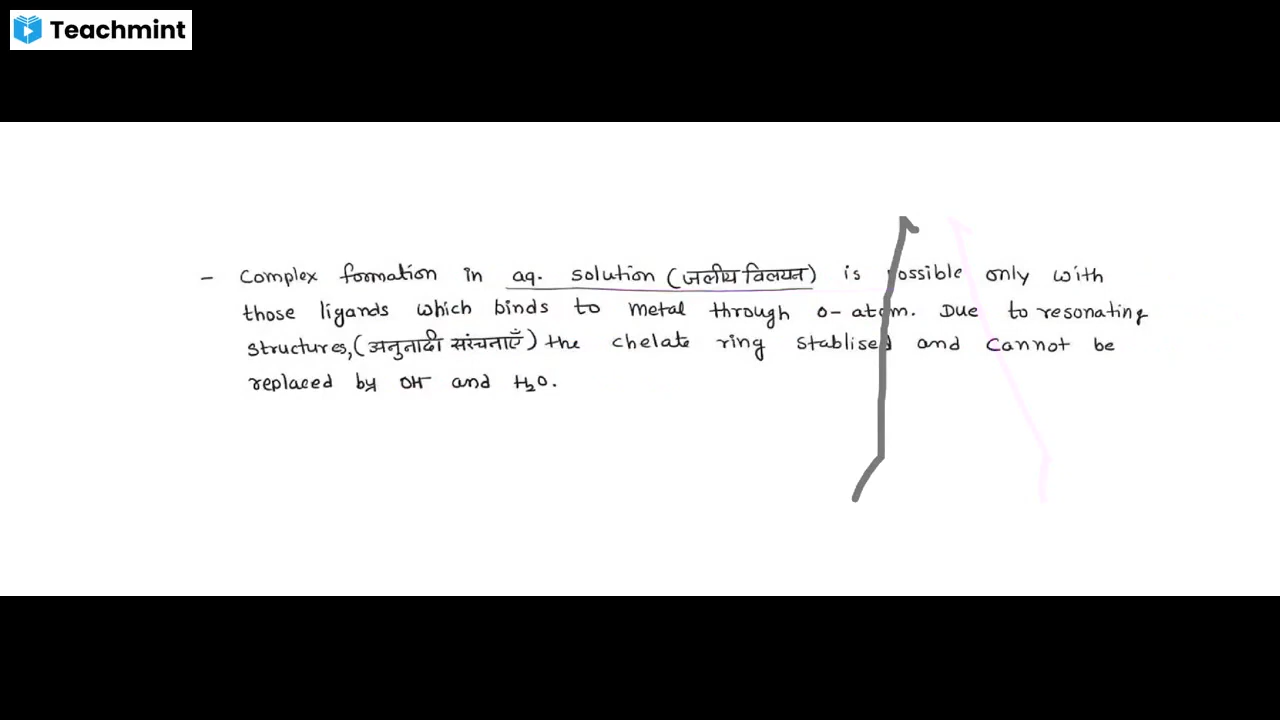 Teachmint
- Complex formation in aq. solution (जलीय विलयन) is possible only with
those ligands which binds to metal through o-atom. Due to resonating
structures, (अनुनादी संरचनाएँ) the chelate ring stablised and cannot be
replaced by OH⁻ and H₂O.